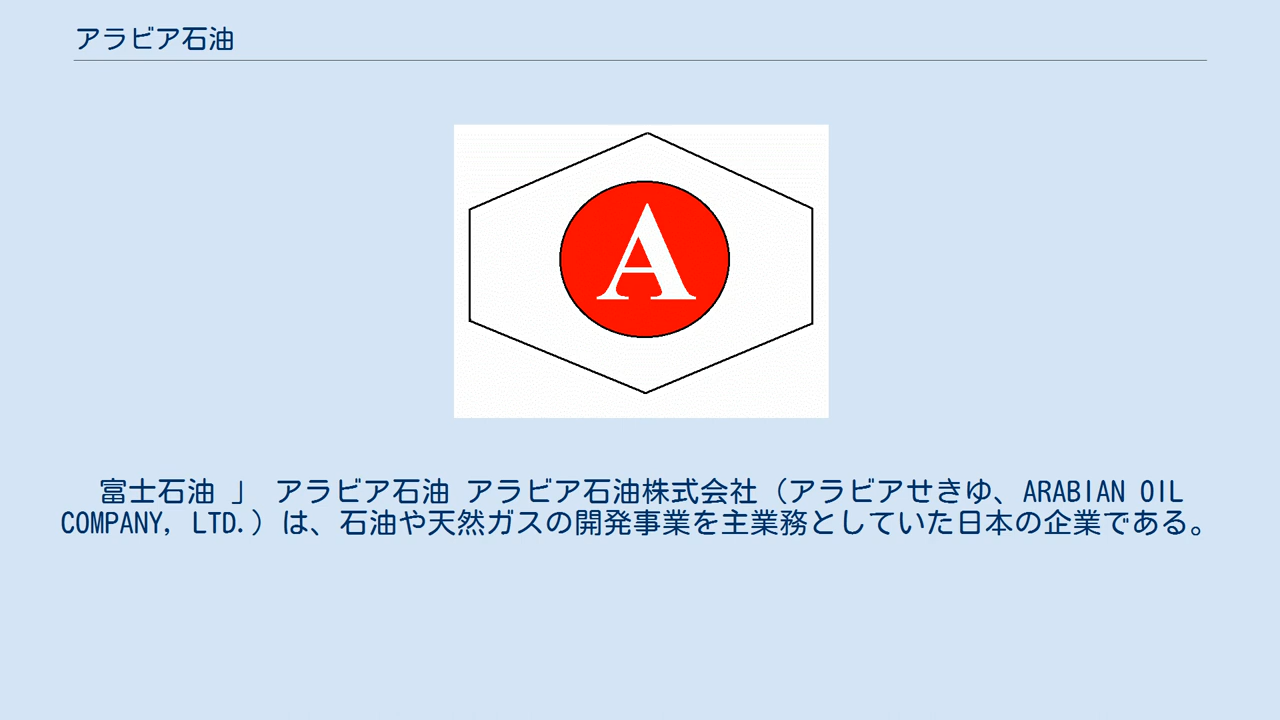 アラビア石油
A
富士石油 」 アラビア石油 アラビア石油株式会社（アラビアせきゆ、ARABIAN OIL
COMPANY, LTD.）は、石油や天然ガスの開発事業を主業務としていた日本の企業である。